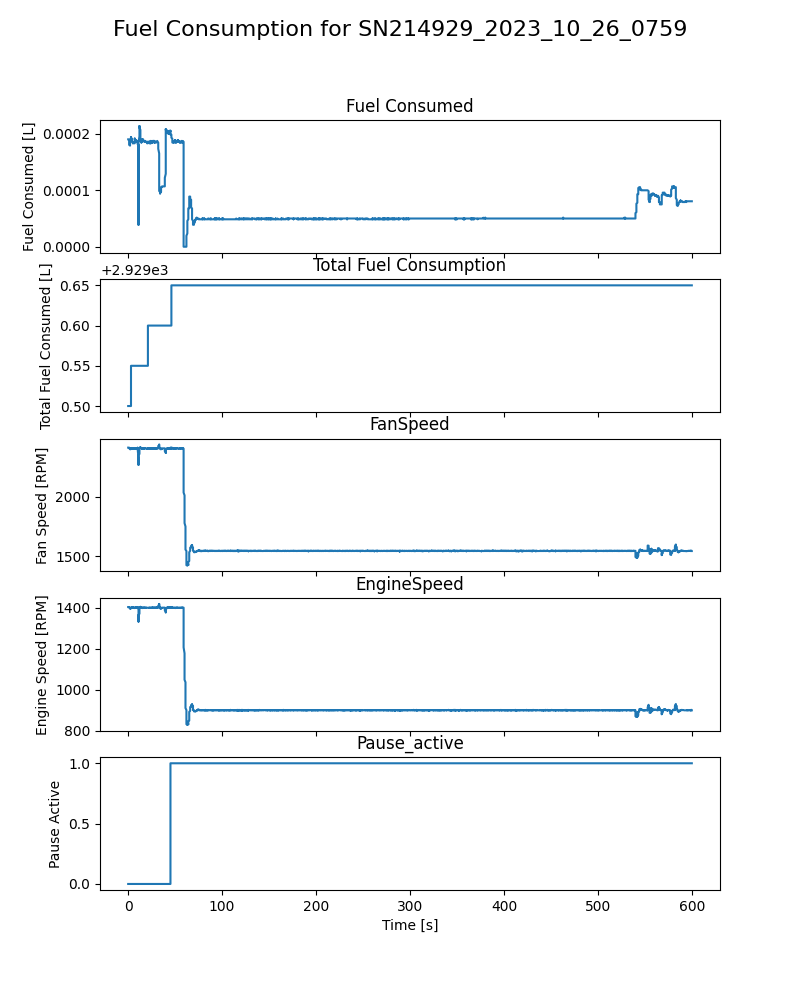 Fuel Consumption for SN214929_2023_10_26_0759
Fuel Consumed
Fuel Consumed [L]
0.0002
0.0001
0.0000
Total Fuel Consumption
+2.929e3
Total Fuel Consumed [L]
0.65
0.60
0.55
0.50
FanSpeed
Fan Speed [RPM]
2000
1500
EngineSpeed
Engine Speed [RPM]
1400
1200
1000
800
Pause_active
Pause Active
1.0
0.5
0.0
0 100 200 300 400 500 600
Time [s]